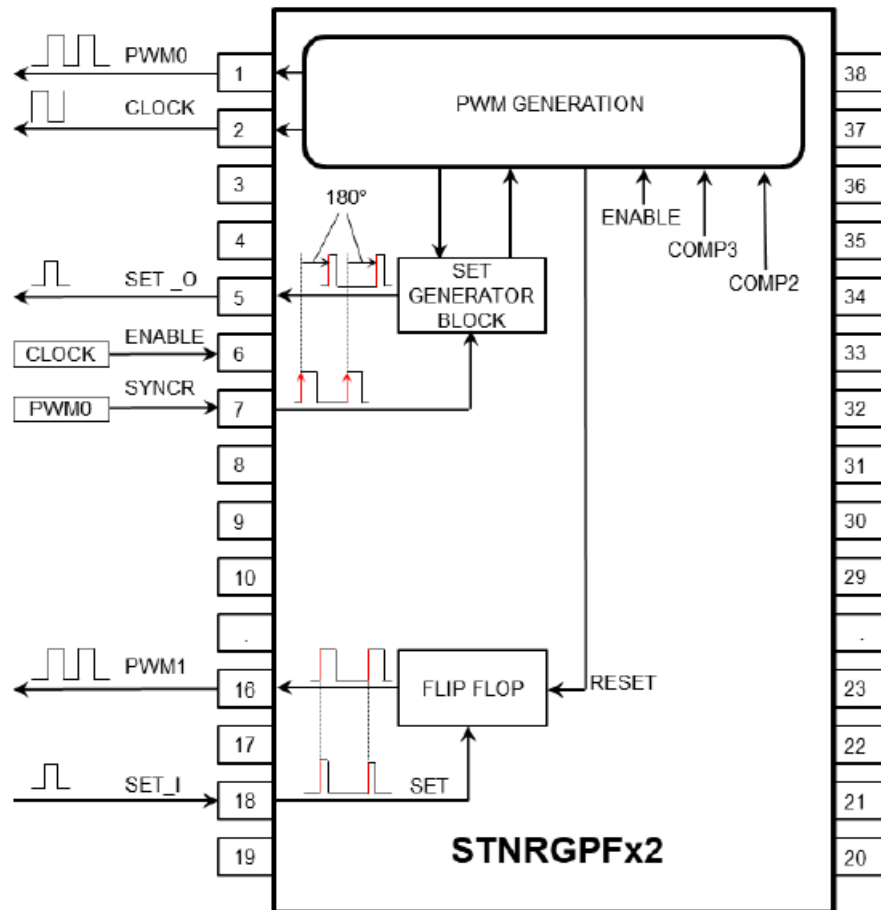 PWM0
1
38
PWM GENERATION
CLOCK
2
37
3
36
180°
ENABLE
4
35
COMP3
SET _O
5
SET
GENERATOR
BLOCK
COMP2
34
ENABLE
CLOCK
6
33
SYNCR
PWM0
7
32
8
31
9
30
10
29
.
.
PWM1
16
FLIP FLOP
RESET
23
17
22
SET_I
18
SET
21
19
STNRGPFx2
20